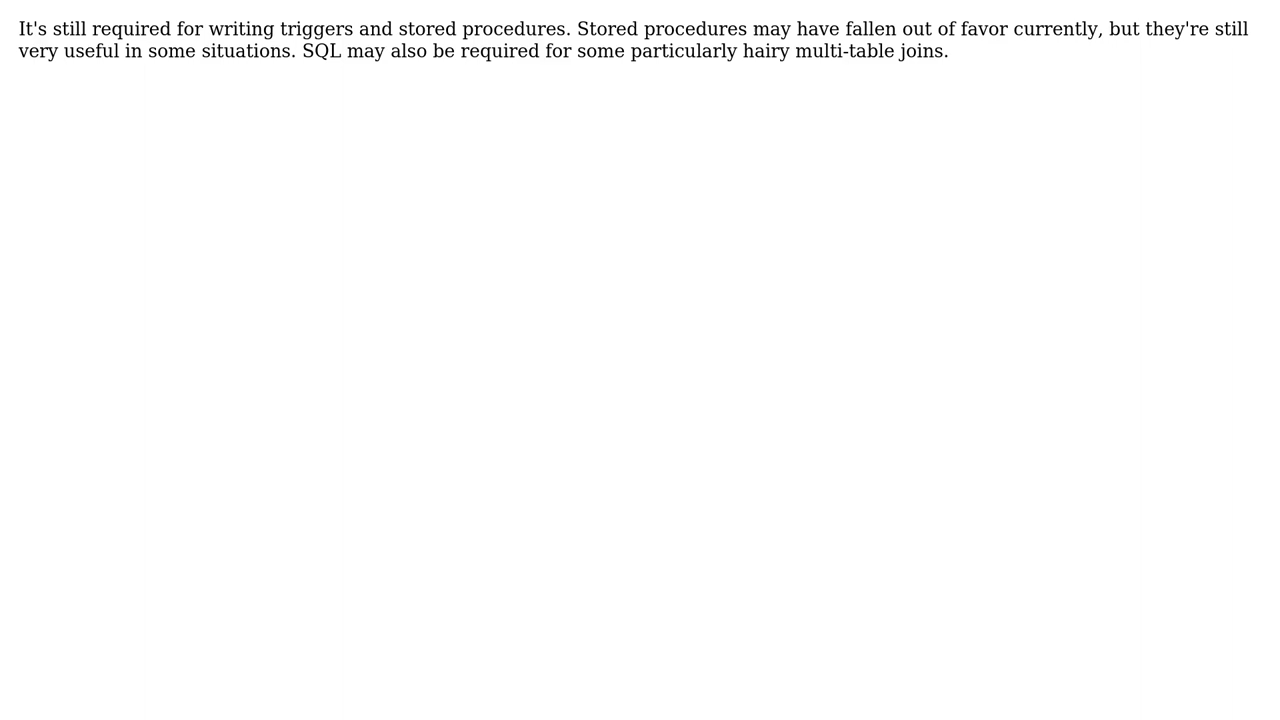 It's still required for writing triggers and stored procedures. Stored procedures may have fallen out of favor currently, but they're still
very useful in some situations. SQL may also be required for some particularly hairy multi-table joins.